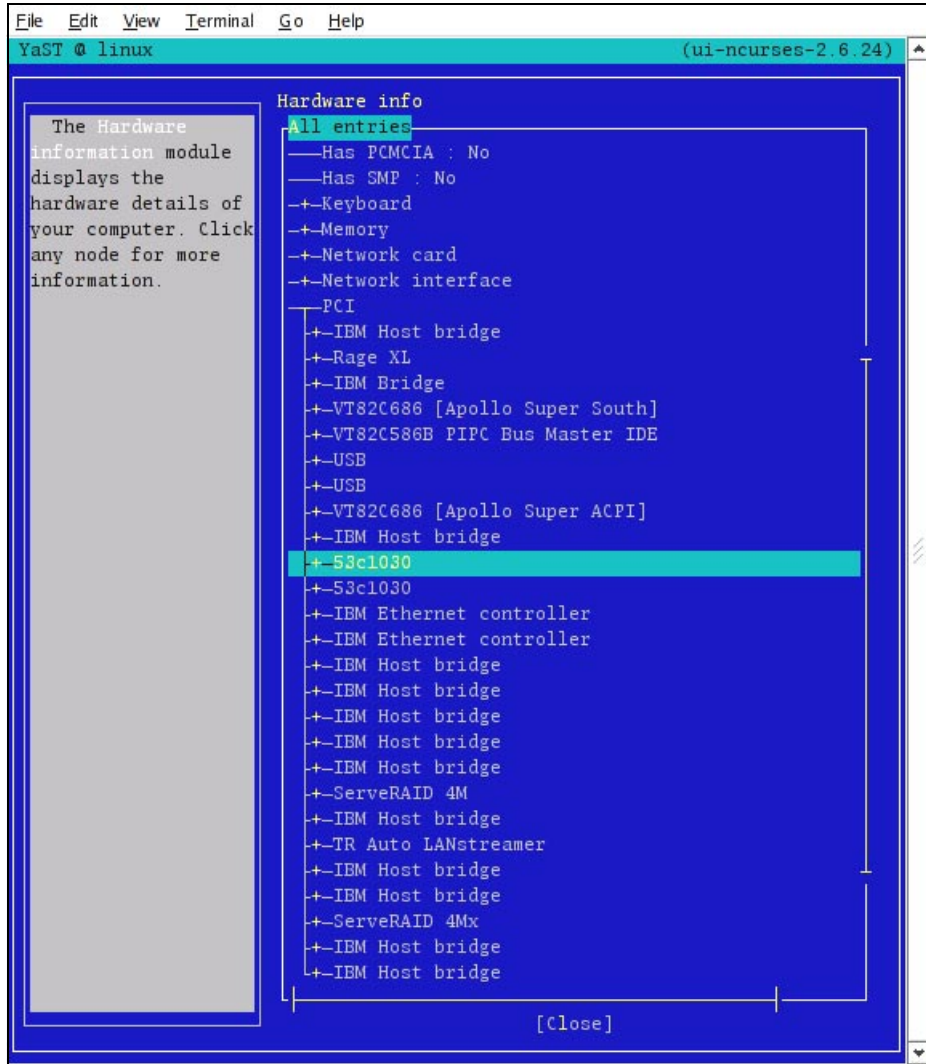 File Edit View Terminal Go Help
YaST @ linux (ui-ncurses-2.6.24)
The Hardware
information module
displays the
hardware details of
your computer. Click
any node for more
information.
Hardware info
All entries
Has PCMCIA : No
Has SMP : No
+Keyboard
+Memory
+Network card
+Network interface
PCI
+IBM Host bridge
+Rage XL
+IBM Bridge
+VT82C686 [Apollo Super South]
+VT82C586B PIPC Bus Master IDE
+USB
+USB
+VT82C686 [Apollo Super ACPI]
+IBM Host bridge
+53c1030
+53c1030
+IBM Ethernet controller
+IBM Ethernet controller
+IBM Host bridge
+IBM Host bridge
+IBM Host bridge
+IBM Host bridge
+IBM Host bridge
+ServeRAID 4M
+IBM Host bridge
+TR Auto LANstreamer
+IBM Host bridge
+IBM Host bridge
+ServeRAID 4Mx
+IBM Host bridge
+IBM Host bridge
[Close]